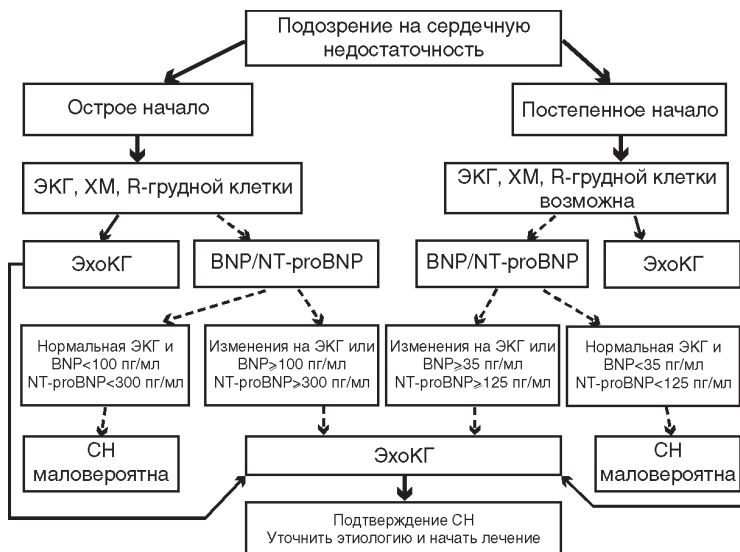 Подозрение на сердечную
недостаточность
Острое начало
Постепенное начало
ЭКГ, ХМ, R-грудной клетки
ЭКГ, ХМ, R-грудной клетки
возможна
ЭхоКГ
BNP/NT-proBNP
BNP/NT-proBNP
ЭхоКГ
Нормальная ЭКГ и
BNP<100 пг/мл
NT-proBNP<300 пг/мл
Изменения на ЭКГ или
BNP⩾100 пг/мл
NT-proBNP⩾300 пг/мл
Изменения на ЭКГ или
BNP⩾35 пг/мл
NT-proBNP⩾125 пг/мл
Нормальная ЭКГ и
BNP<35 пг/мл
NT-proBNP<125 пг/мл
СН
маловероятна
ЭхоКГ
СН
маловероятна
Подтверждение СН
Уточнить этиологию и начать лечение